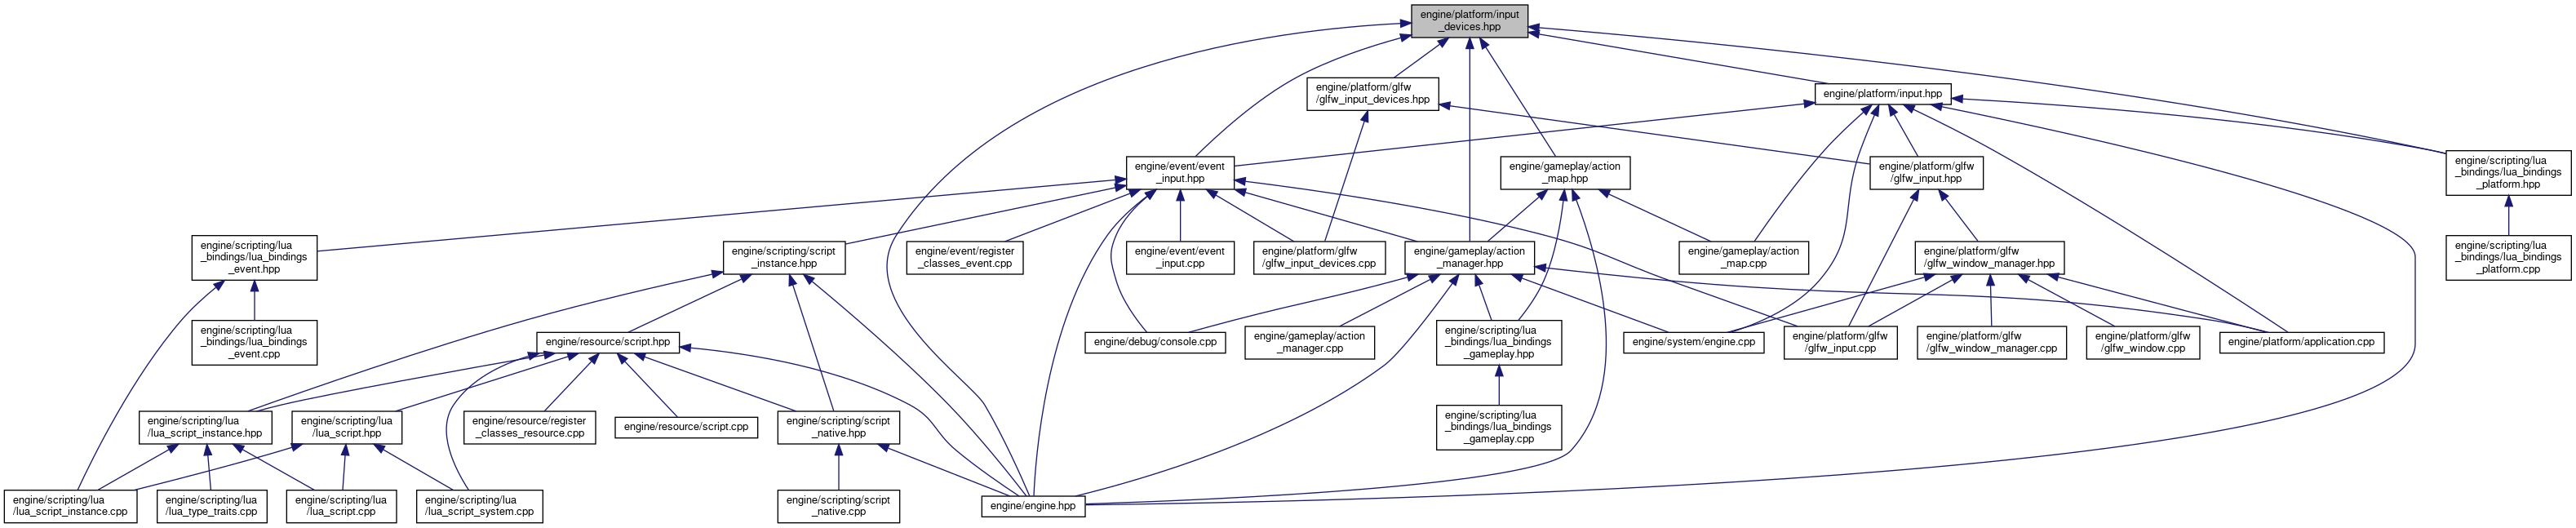 engine/platform/input
_devices.hpp
engine/platform/glfw
/glfw_input_devices.hpp
engine/platform/input.hpp
engine/event/event
_input.hpp
engine/gameplay/action
_map.hpp
engine/platform/glfw
/glfw_input.hpp
engine/scripting/lua
_bindings/lua_bindings
_platform.hpp
engine/scripting/lua
_bindings/lua_bindings
_event.hpp
engine/scripting/script
_instance.hpp
engine/event/register
_classes_event.cpp
engine/event/event
_input.cpp
engine/platform/glfw
/glfw_input_devices.cpp
engine/gameplay/action
_manager.hpp
engine/gameplay/action
_map.cpp
engine/platform/glfw
/glfw_window_manager.hpp
engine/scripting/lua
_bindings/lua_bindings
_platform.cpp
engine/scripting/lua
_bindings/lua_bindings
_event.cpp
engine/resource/script.hpp
engine/debug/console.cpp
engine/gameplay/action
_manager.cpp
engine/scripting/lua
_bindings/lua_bindings
_gameplay.hpp
engine/system/engine.cpp
engine/platform/glfw
/glfw_input.cpp
engine/platform/glfw
/glfw_window_manager.cpp
engine/platform/glfw
/glfw_window.cpp
engine/platform/application.cpp
engine/scripting/lua
/lua_script_instance.hpp
engine/scripting/lua
/lua_script.hpp
engine/resource/register
_classes_resource.cpp
engine/resource/script.cpp
engine/scripting/script
_native.hpp
engine/scripting/lua
_bindings/lua_bindings
_gameplay.cpp
engine/scripting/lua
/lua_script_instance.cpp
engine/scripting/lua
/lua_type_traits.cpp
engine/scripting/lua
/lua_script.cpp
engine/scripting/lua
/lua_script_system.cpp
engine/scripting/script
_native.cpp
engine/engine.hpp